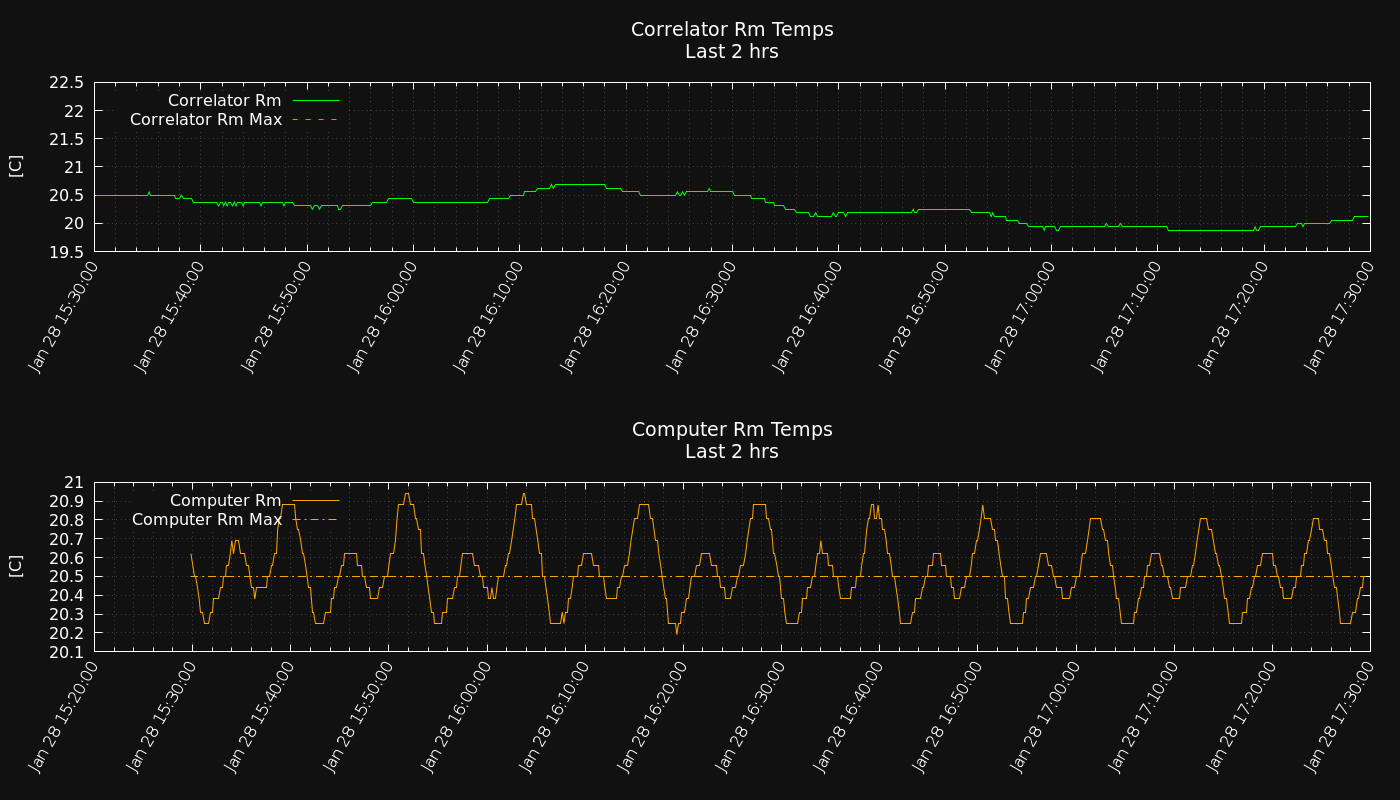 Correlator Rm Temps
Last 2 hrs
[C]
22.5
22
21.5
21
20.5
20
19.5
Correlator Rm
Correlator Rm Max
Jan 28 15:30:00
Jan 28 15:40:00
Jan 28 15:50:00
Jan 28 16:00:00
Jan 28 16:10:00
Jan 28 16:20:00
Jan 28 16:30:00
Jan 28 16:40:00
Jan 28 16:50:00
Jan 28 17:00:00
Jan 28 17:10:00
Jan 28 17:20:00
Jan 28 17:30:00
Computer Rm Temps
Last 2 hrs
[C]
21
20.9
20.8
20.7
20.6
20.5
20.4
20.3
20.2
20.1
Computer Rm
Computer Rm Max
Jan 28 15:20:00
Jan 28 15:30:00
Jan 28 15:40:00
Jan 28 15:50:00
Jan 28 16:00:00
Jan 28 16:10:00
Jan 28 16:20:00
Jan 28 16:30:00
Jan 28 16:40:00
Jan 28 16:50:00
Jan 28 17:00:00
Jan 28 17:10:00
Jan 28 17:20:00
Jan 28 17:30:00